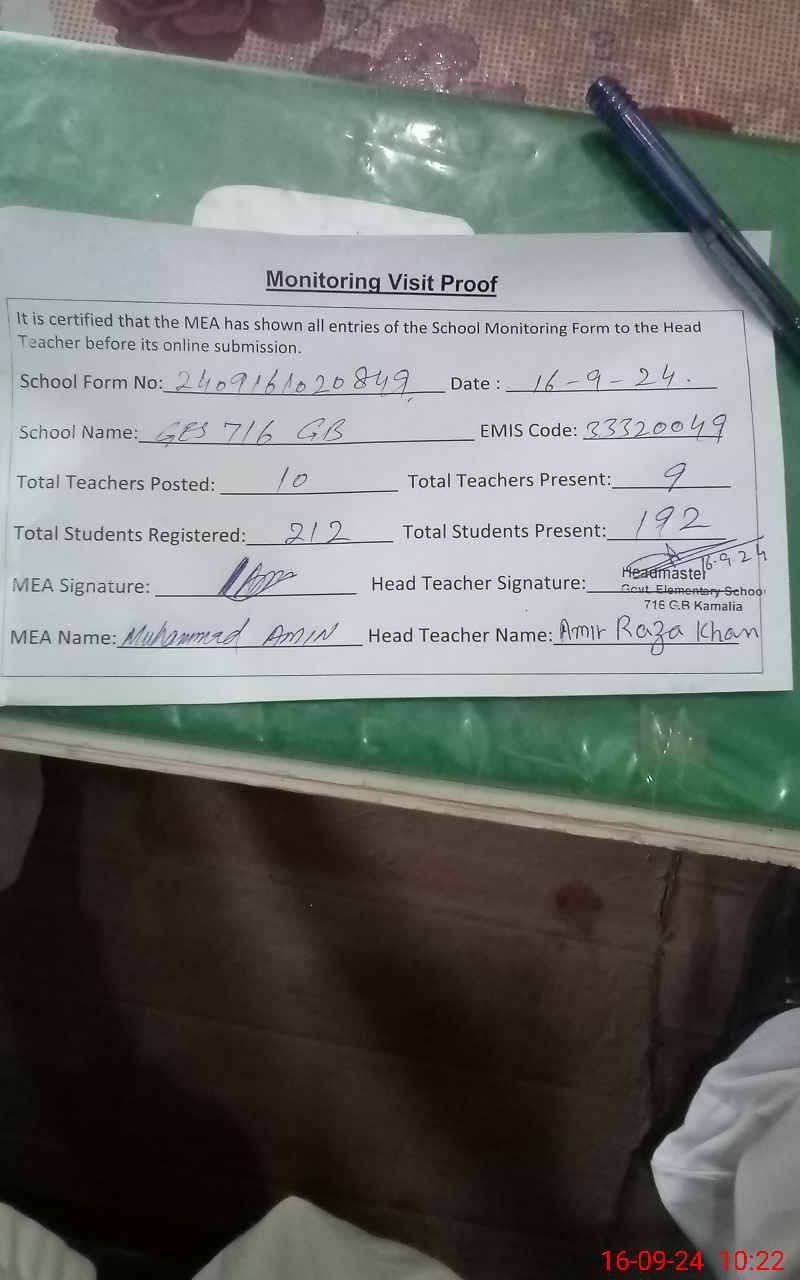 Monitoring Visit Proof
It is certified that the MEA has shown all entries of the School Monitoring Form to the Head
Teacher before its online submission.
School Form No: 2409161020849 Date : 16-9-24.
School Name: GES 716 GB EMIS Code: 33320049
Total Teachers Posted: 10 Total Teachers Present: 9
Total Students Registered: 212 Total Students Present: 192
MEA Signature: Head Teacher Signature: 16.9.24
Headmaster
Govt. Elementary School
716 G.B Kamalia
MEA Name: Muhammad AMIN Head Teacher Name: Amir Raza Khan
16-09-24 10:22